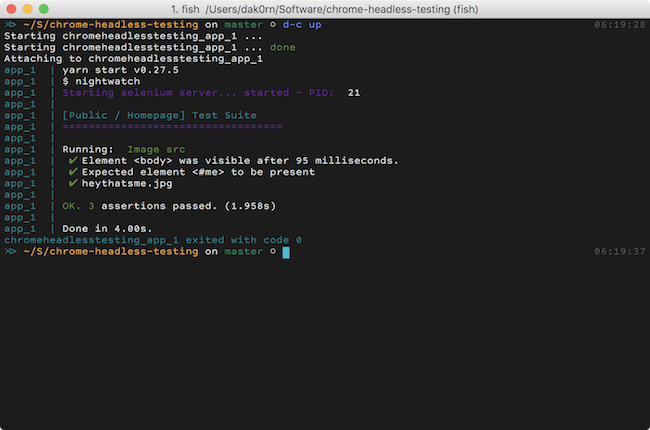 1. fish /Users/dak0rn/Software/chrome-headless-testing (fish)
~/S/chrome-headless-testing on master d-c up 06:19:28
Starting chromeheadlesstesting_app_1 ...
Starting chromeheadlesstesting_app_1 ... done
Attaching to chromeheadlesstesting_app_1
app_1 | yarn start v0.27.5
app_1 | $ nightwatch
app_1 | Starting selenium server... started - PID: 21
app_1 |
app_1 | [Public / Homepage] Test Suite
app_1 | ==================================
app_1 |
app_1 | Running: Image src
app_1 | ✔ Element <body> was visible after 95 milliseconds.
app_1 | ✔ Expected element <#me> to be present
app_1 | ✔ heythatsme.jpg
app_1 |
app_1 | OK. 3 assertions passed. (1.958s)
app_1 |
app_1 | Done in 4.00s.
chromeheadlesstesting_app_1 exited with code 0
~/S/chrome-headless-testing on master 06:19:37